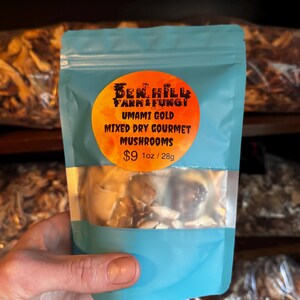 BEN HILL
FARM & FUNGI
UMAMI GOLD
MIXED DRY GOURMET
MUSHROOMS
$9 1oz / 28g